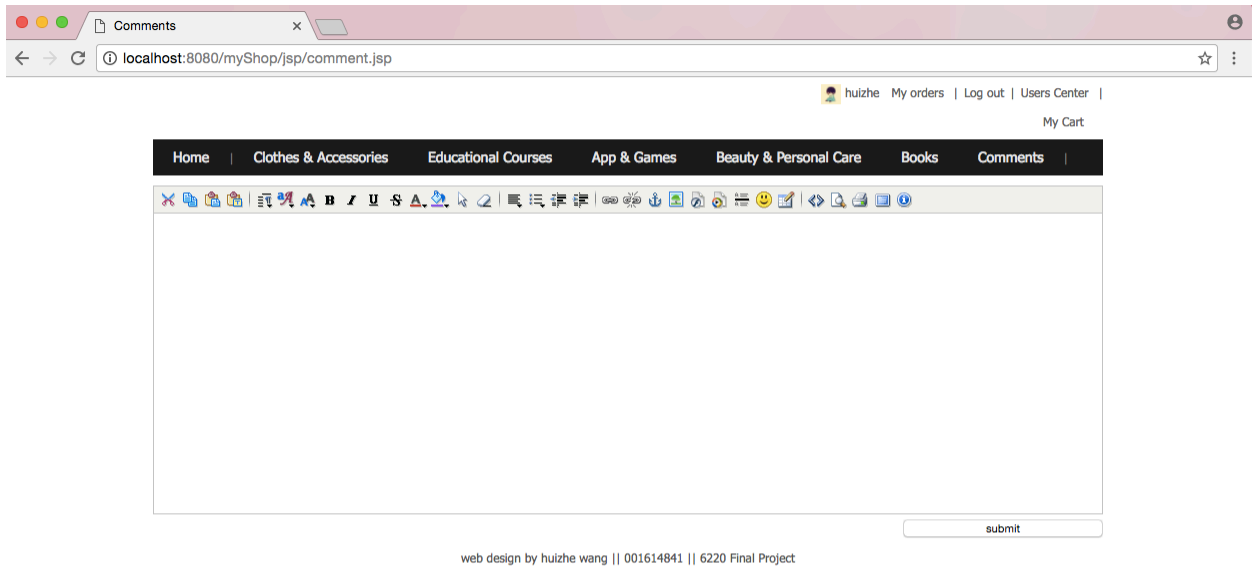 Comments
localhost:8080/myShop/jsp/comment.jsp
huizhe My orders | Log out | Users Center |
My Cart
Home | Clothes & Accessories Educational Courses App & Games Beauty & Personal Care Books Comments |
submit
web design by huizhe wang || 001614841 || 6220 Final Project